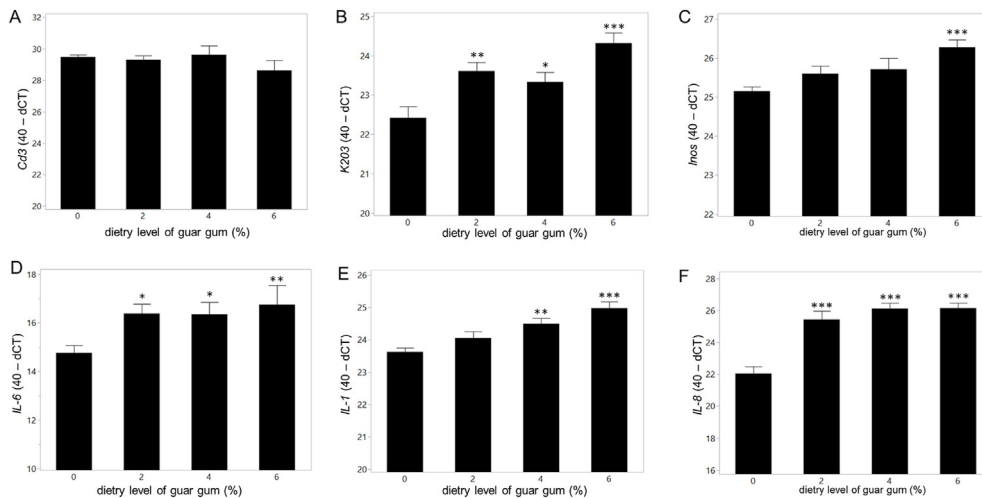 A
32
30
28
26
24
22
20
Cd3 (40 – dCT)
0 2 4 6
dietry level of guar gum (%)
B
25
24
23
22
21
20
K203 (40 – dCT)
** * ***
0 2 4 6
dietry level of guar gum (%)
C
27
26
25
24
23
22
Inos (40 – dCT)
***
0 2 4 6
dietry level of guar gum (%)
D
18
16
14
12
10
IL-6 (40 – dCT)
* * **
0 2 4 6
dietry level of guar gum (%)
E
26
25
24
23
22
21
20
IL-1 (40 – dCT)
** ***
0 2 4 6
dietry level of guar gum (%)
F
28
26
24
22
20
18
16
IL-8 (40 – dCT)
*** *** ***
0 2 4 6
dietry level of guar gum (%)